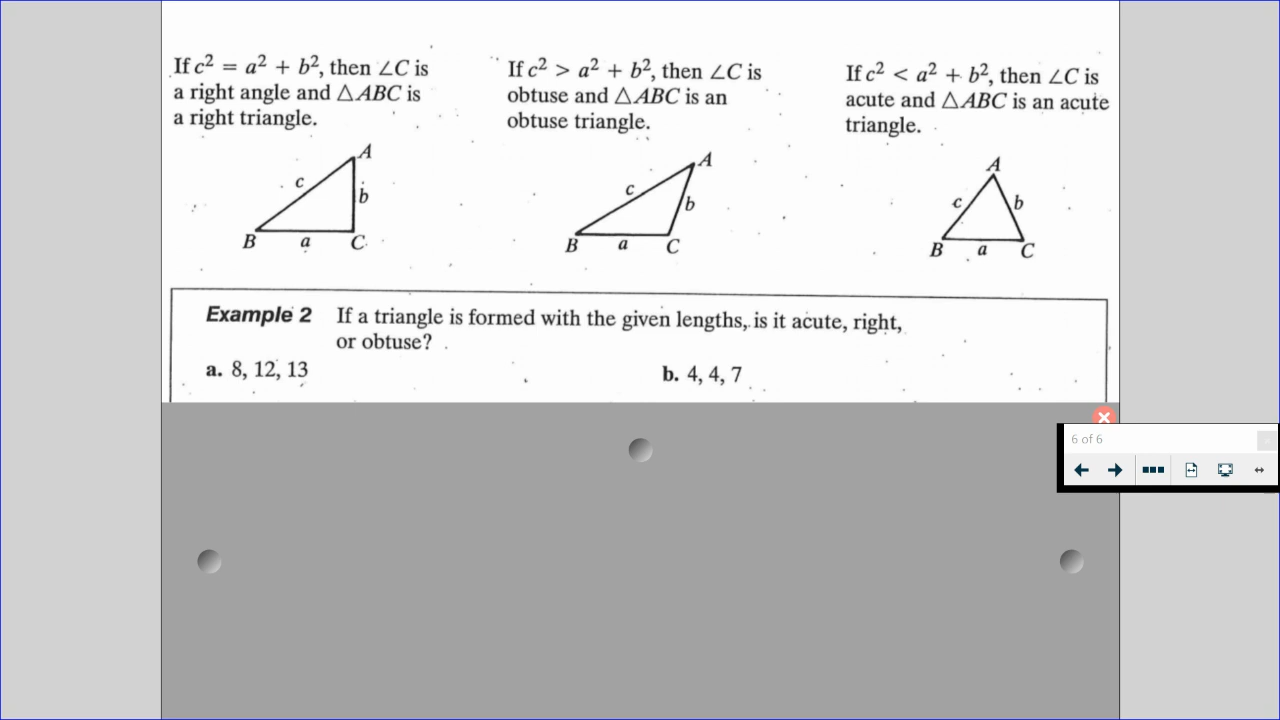 If c² = a² + b², then ∠C is
a right angle and △ABC is
a right triangle.
If c² > a² + b², then ∠C is
obtuse and △ABC is an
obtuse triangle.
If c² < a² + b², then ∠C is
acute and △ABC is an acute
triangle.
A
c
b
B
a
C
A
c
b
B
a
C
A
c
b
B
a
C
Example 2 If a triangle is formed with the given lengths, is it acute, right,
or obtuse?
a. 8, 12, 13
b. 4, 4, 7
6 of 6